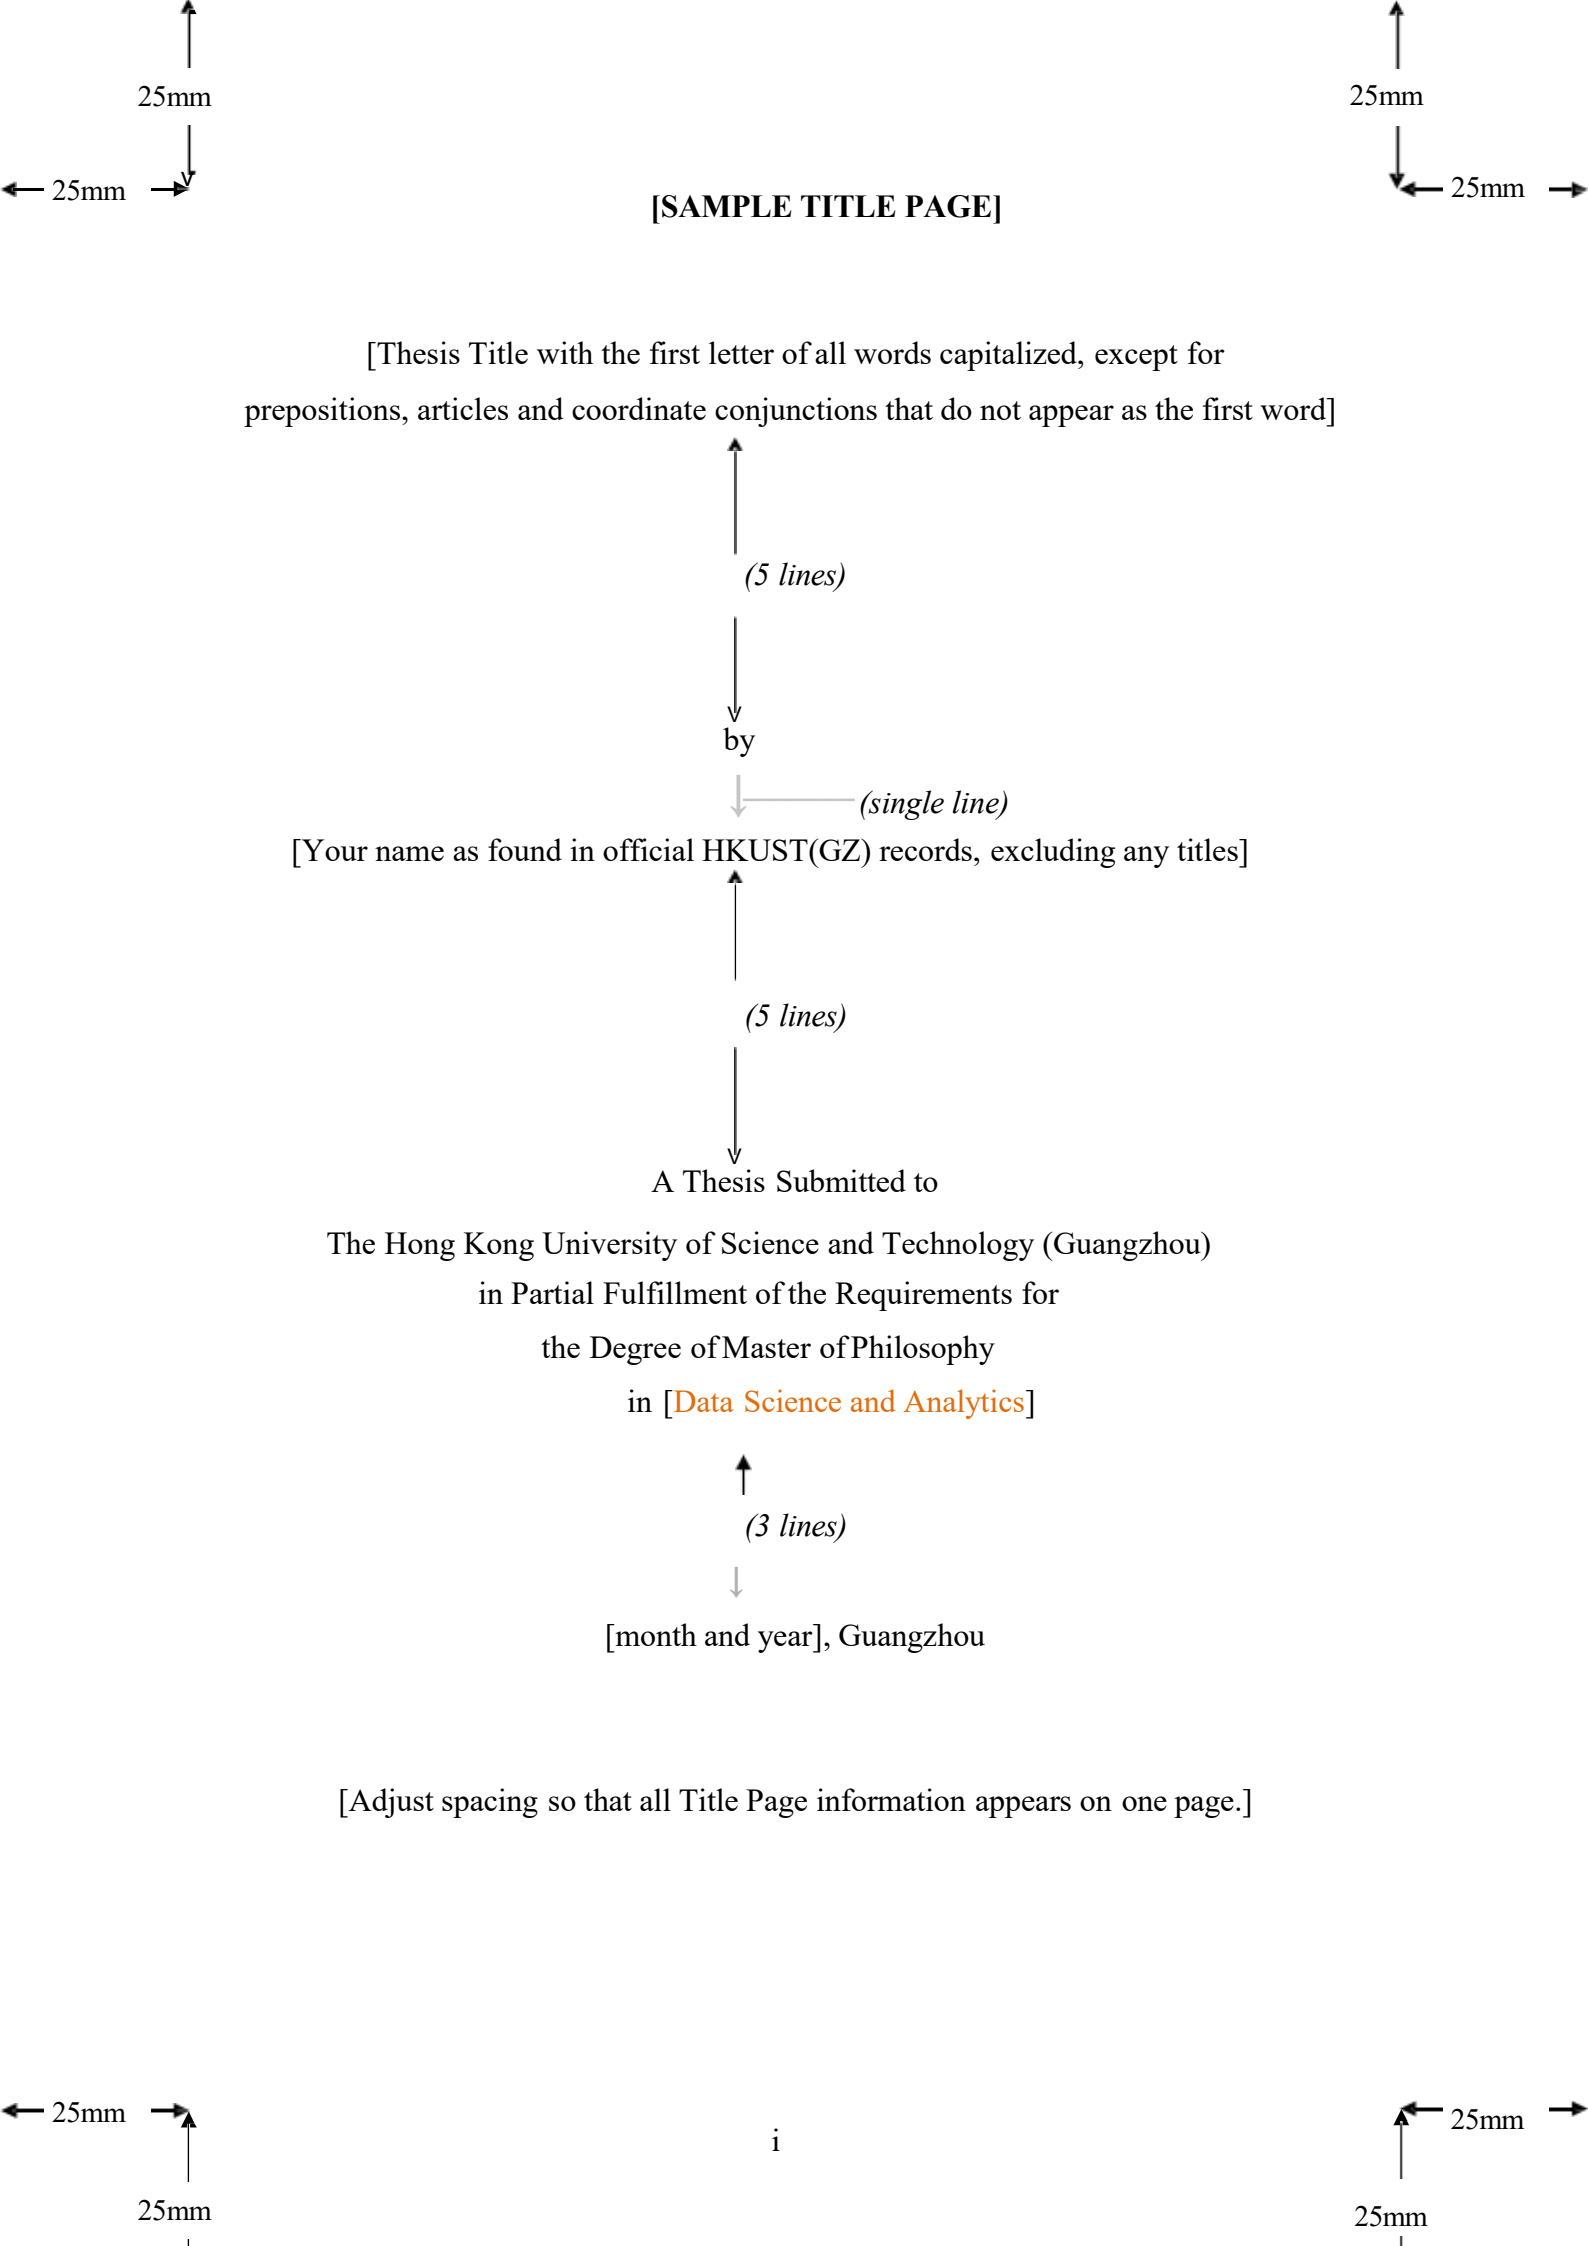 25mm
25mm
25mm
25mm
[SAMPLE TITLE PAGE]
[Thesis Title with the first letter of all words capitalized, except for
prepositions, articles and coordinate conjunctions that do not appear as the first word]
(5 lines)
by
(single line)
[Your name as found in official HKUST(GZ) records, excluding any titles]
(5 lines)
A Thesis Submitted to
The Hong Kong University of Science and Technology (Guangzhou)
in Partial Fulfillment of the Requirements for
the Degree of Master of Philosophy
in [Data Science and Analytics]
(3 lines)
[month and year], Guangzhou
[Adjust spacing so that all Title Page information appears on one page.]
25mm
25mm
i
25mm
25mm